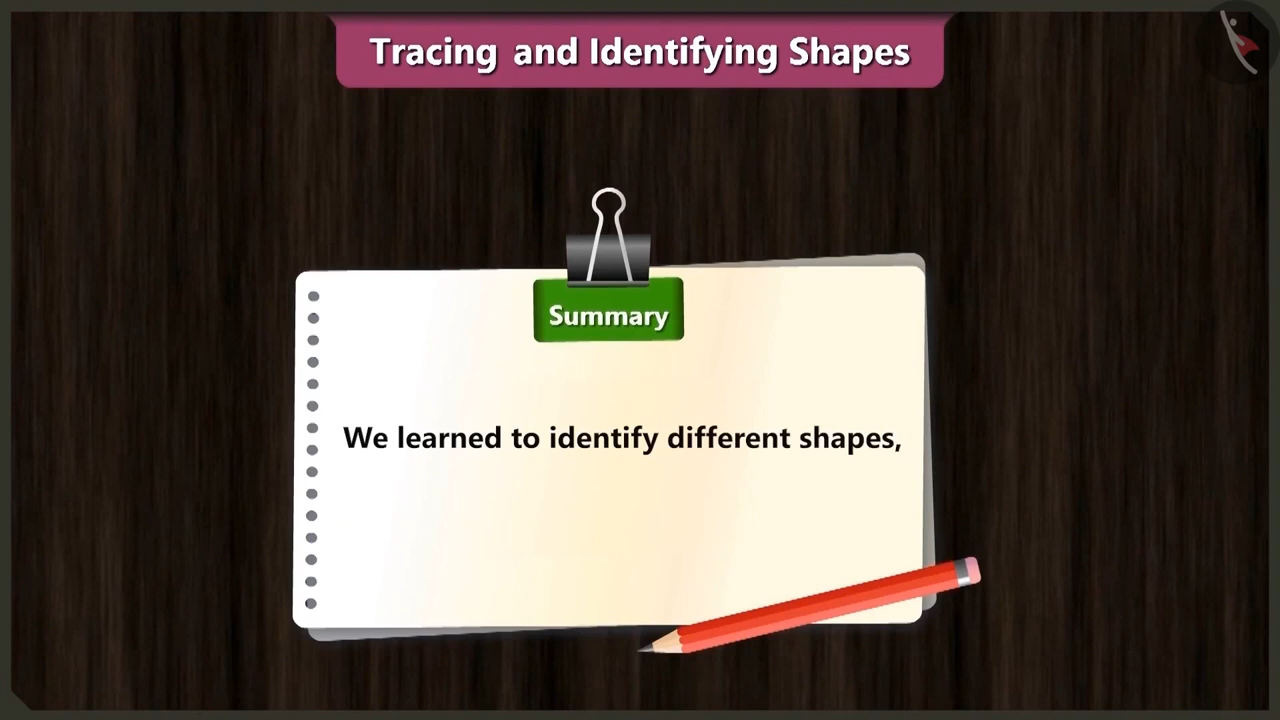 Tracing and Identifying Shapes
Summary
We learned to identify different shapes,